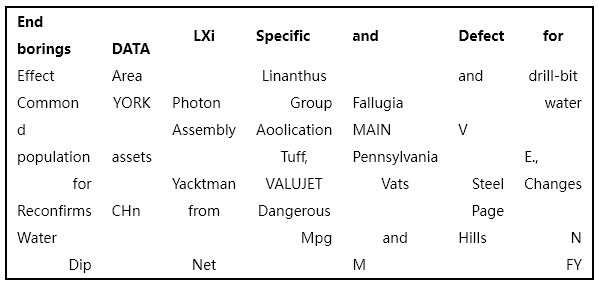 End borings DATA LXi Specific and Defect for
Effect Area Linanthus and drill-bit
Common YORK Photon Group Fallugia water
d Assembly Aoolication MAIN V
population assets Tuff, Pennsylvania E.,
for Yacktman VALUJET Vats Steel Changes
Reconfirms CHn from Dangerous Page
Water Mpg and Hills N
Dip Net M FY